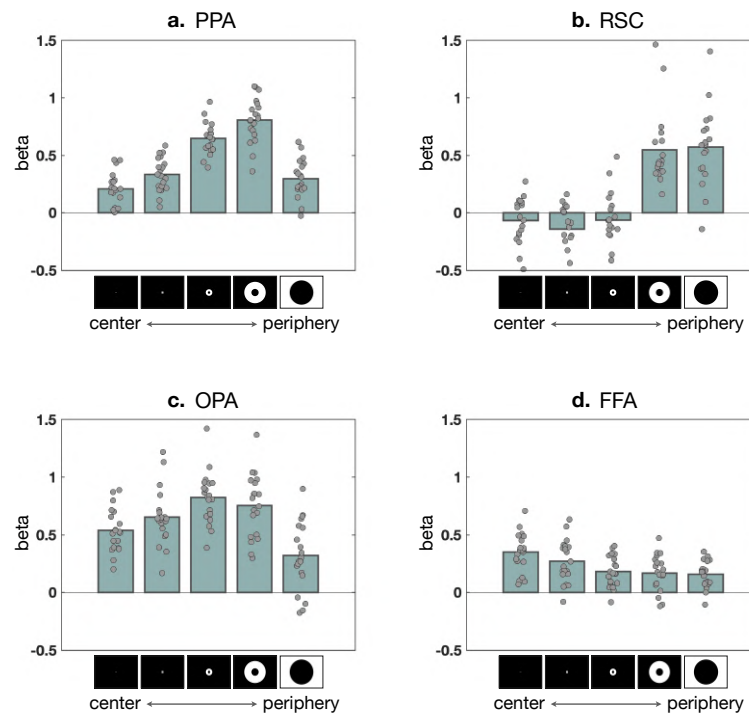 a. PPA
1.5
1
0.5
0
-0.5
beta
center
periphery
b. RSC
1.5
1
0.5
0
-0.5
beta
center
periphery
c. OPA
1.5
1
0.5
0
-0.5
beta
center
periphery
d. FFA
1.5
1
0.5
0
-0.5
beta
center
periphery